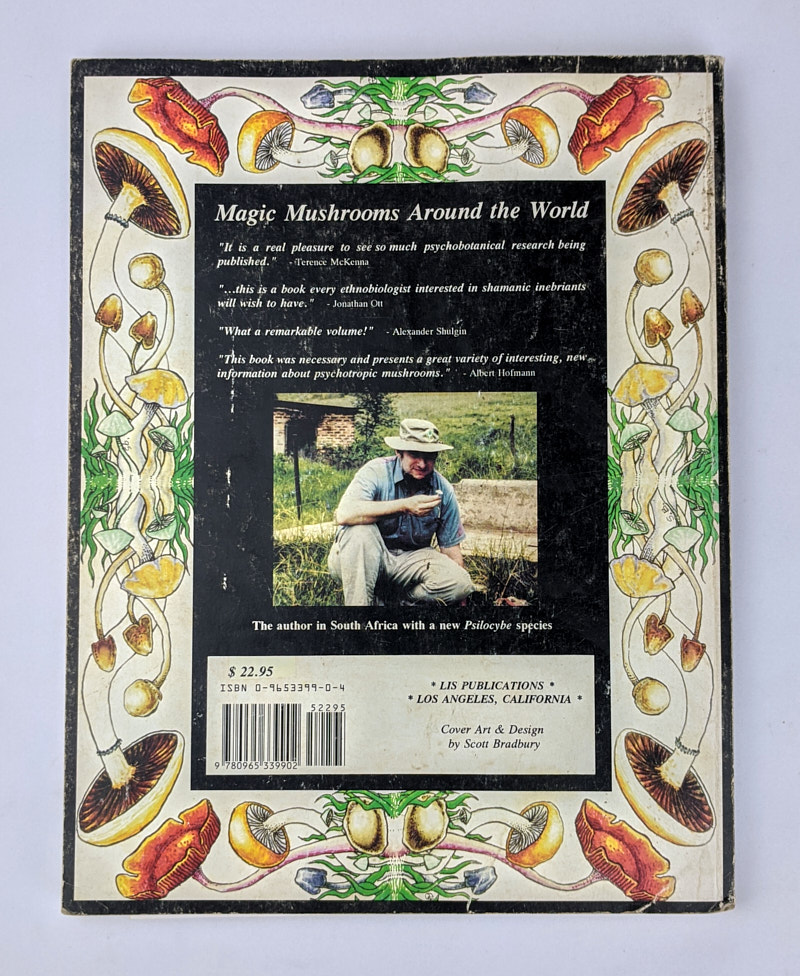 Magic Mushrooms Around the World
"It is a real pleasure to see so much psychobotanical research being
published." - Terence McKenna
"...this is a book every ethnobiologist interested in shamanic inebriants
will wish to have." - Jonathan Ott
"What a remarkable volume!" - Alexander Shulgin
"This book was necessary and presents a great variety of interesting, new
information about psychotropic mushrooms." - Albert Hofmann
The author in South Africa with a new Psilocybe species
$ 22.95
ISBN 0-9653399-0-4
52295
9 780965 339902
* LIS PUBLICATIONS *
* LOS ANGELES, CALIFORNIA *
Cover Art & Design
by Scott Bradbury